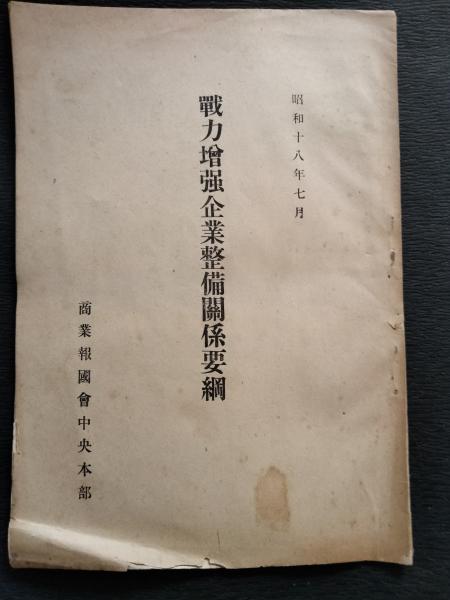 昭和十八年七月
戰力增强企業整備關係要綱
商業報國會中央本部